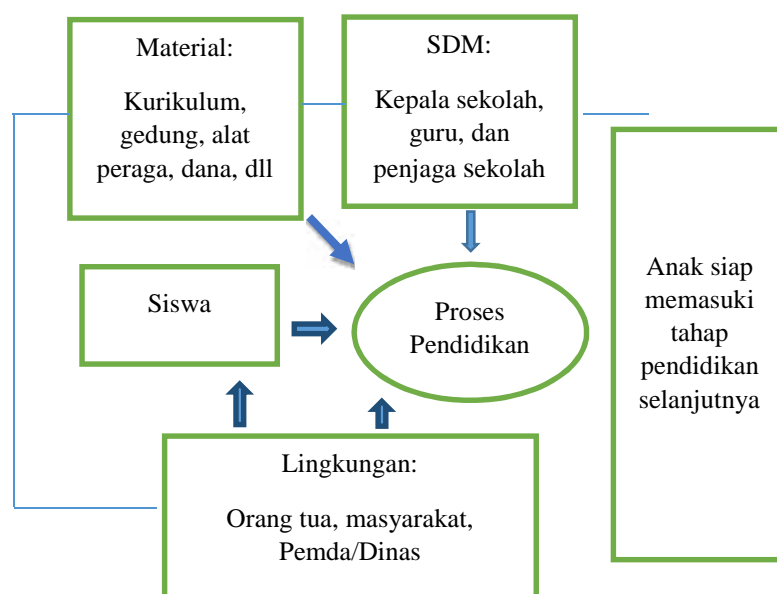 Material:
Kurikulum,
gedung, alat
peraga, dana, dll
SDM:
Kepala sekolah,
guru, dan
penjaga sekolah
Siswa
Proses
Pendidikan
Anak siap
memasuki
tahap
pendidikan
selanjutnya
Lingkungan:
Orang tua, masyarakat,
Pemda/Dinas